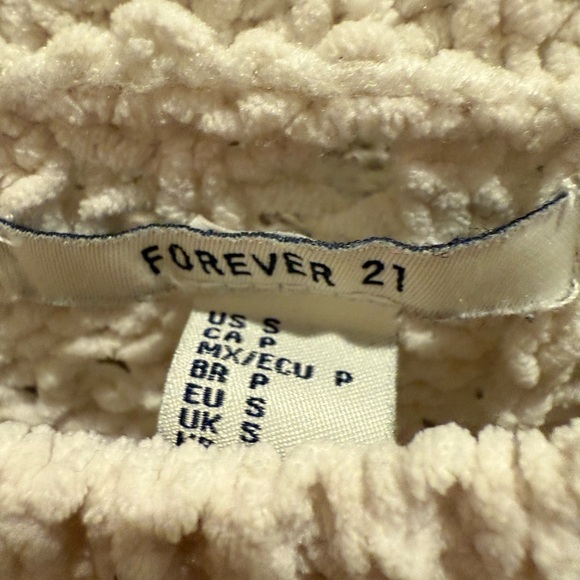 FOREVER 21
US S
CA P
MX/ECU P
BR P
EU S
UK S